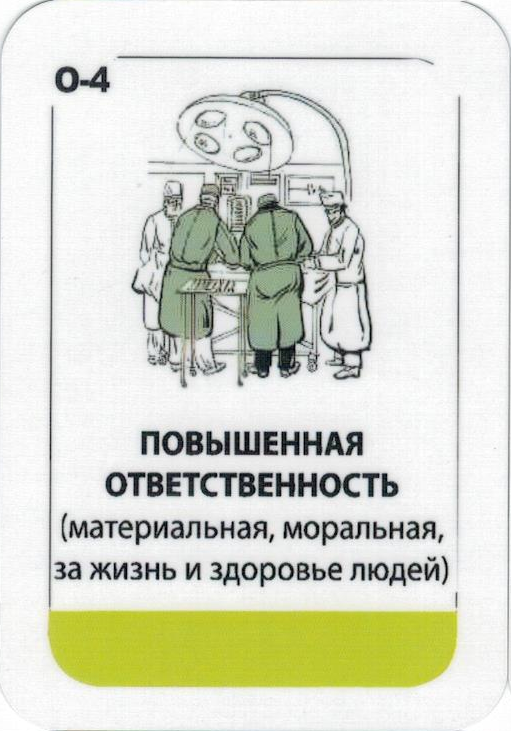 О-4
ПОВЫШЕННАЯ
ОТВЕТСТВЕННОСТЬ
(материальная, моральная,
за жизнь и здоровье людей)